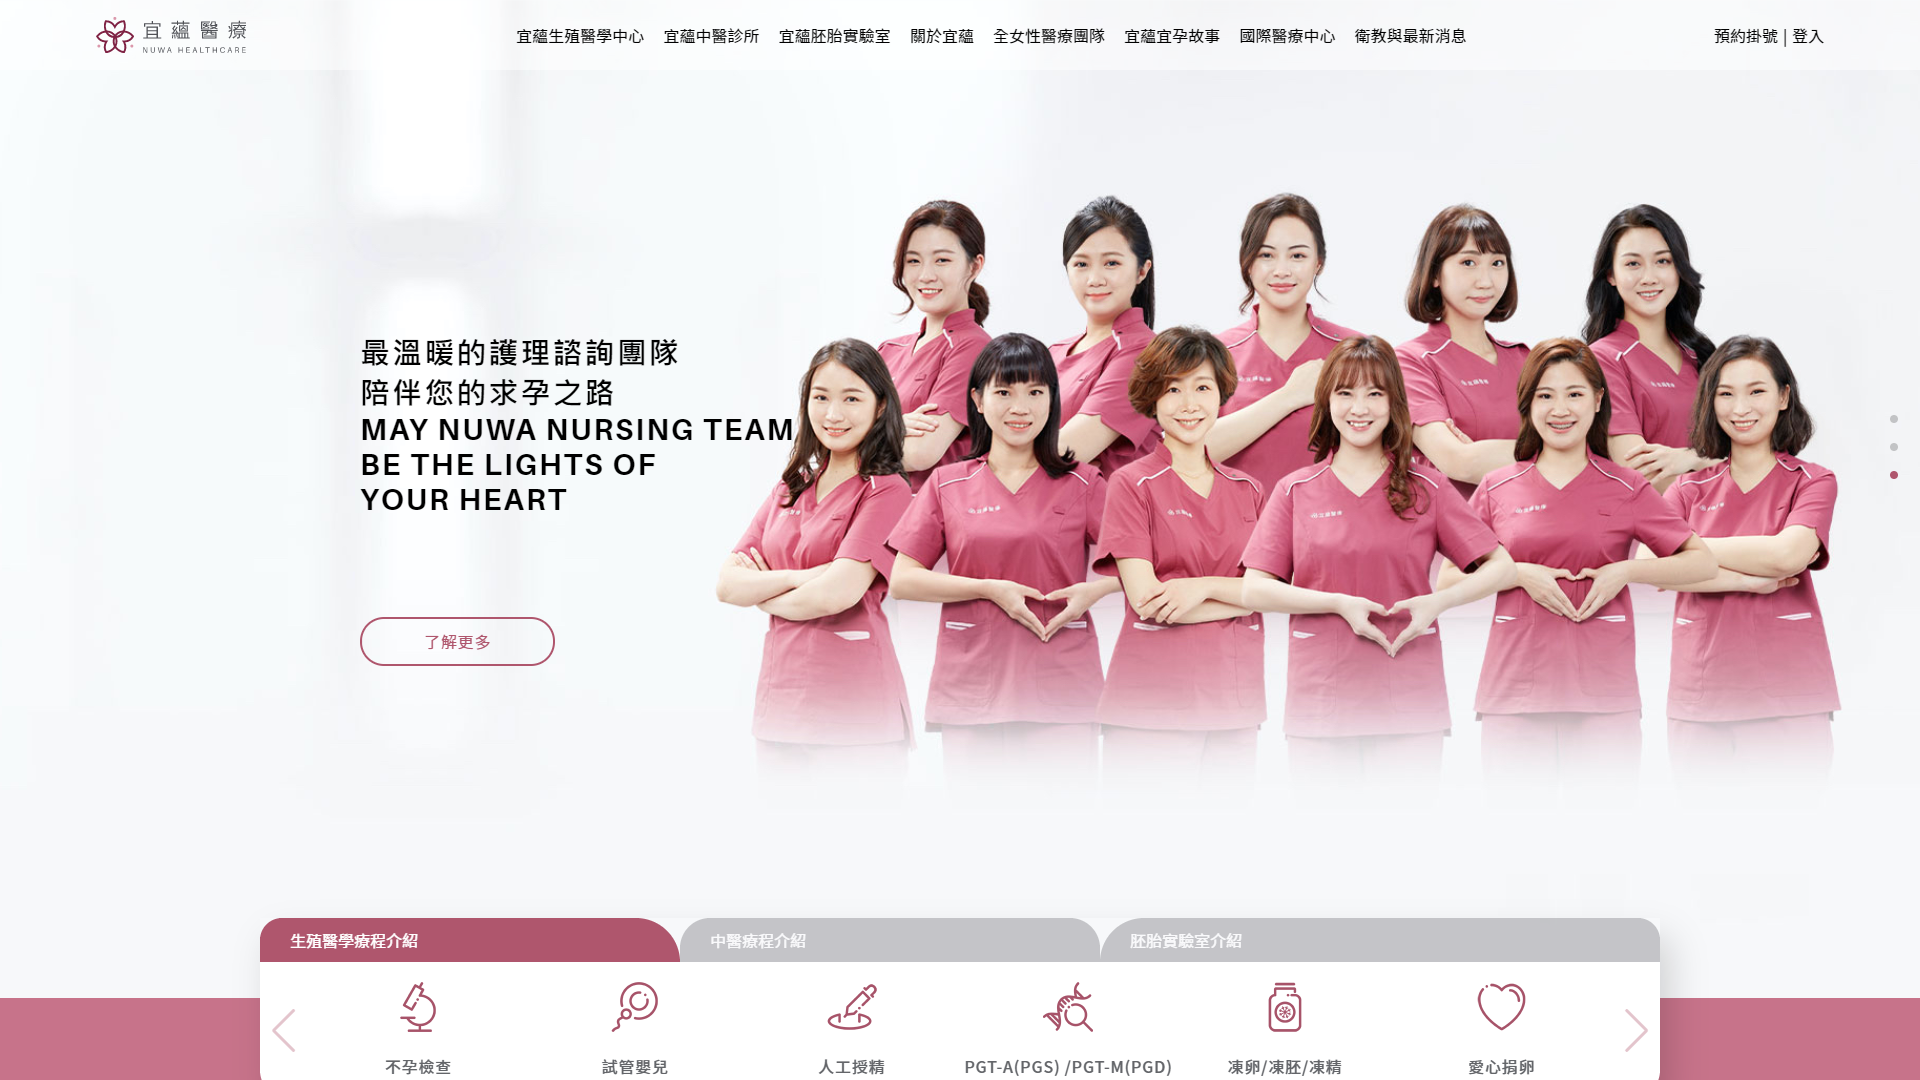 宜蘊醫療
NUWA HEALTHCARE
宜蘊生殖醫學中心 宜蘊中醫診所 宜蘊胚胎實驗室 關於宜蘊 全女性醫療團隊 宜蘊宜孕故事 國際醫療中心 衛教與最新消息
預約掛號 | 登入
最溫暖的護理諮詢團隊
陪伴您的求孕之路
MAY NUWA NURSING TEAM
BE THE LIGHTS OF
YOUR HEART
了解更多
生殖醫學療程介紹 中醫療程介紹 胚胎實驗室介紹
不孕檢查 試管嬰兒 人工授精 PGT-A(PGS) /PGT-M(PGD) 凍卵/凍胚/凍精 愛心捐卵